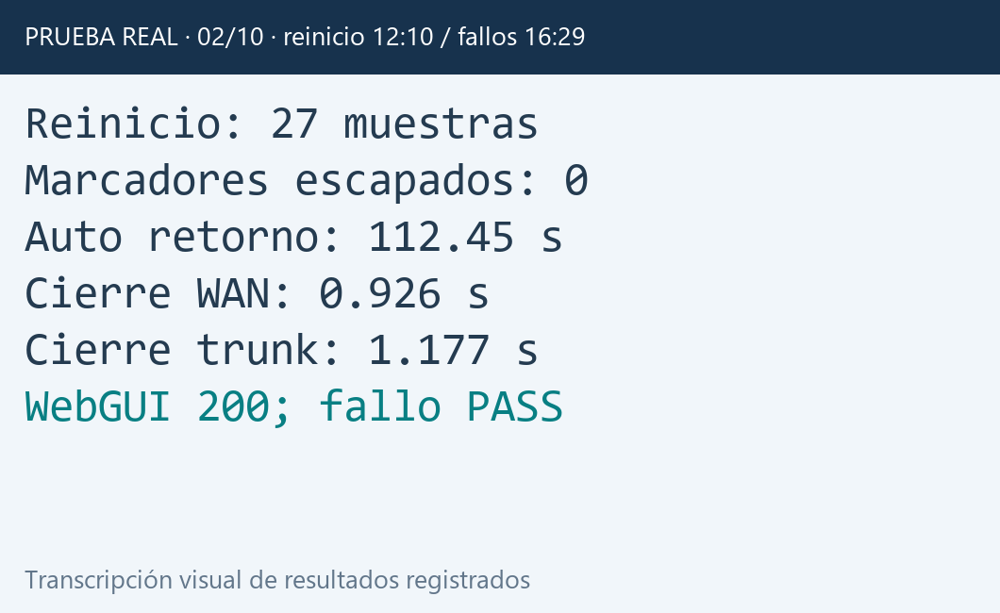 PRUEBA REAL · 02/10 · reinicio 12:10 / fallos 16:29
Reinicio: 27 muestras
Marcadores escapados: 0
Auto retorno: 112.45 s
Cierre WAN: 0.926 s
Cierre trunk: 1.177 s
WebGUI 200; fallo PASS
Transcripción visual de resultados registrados